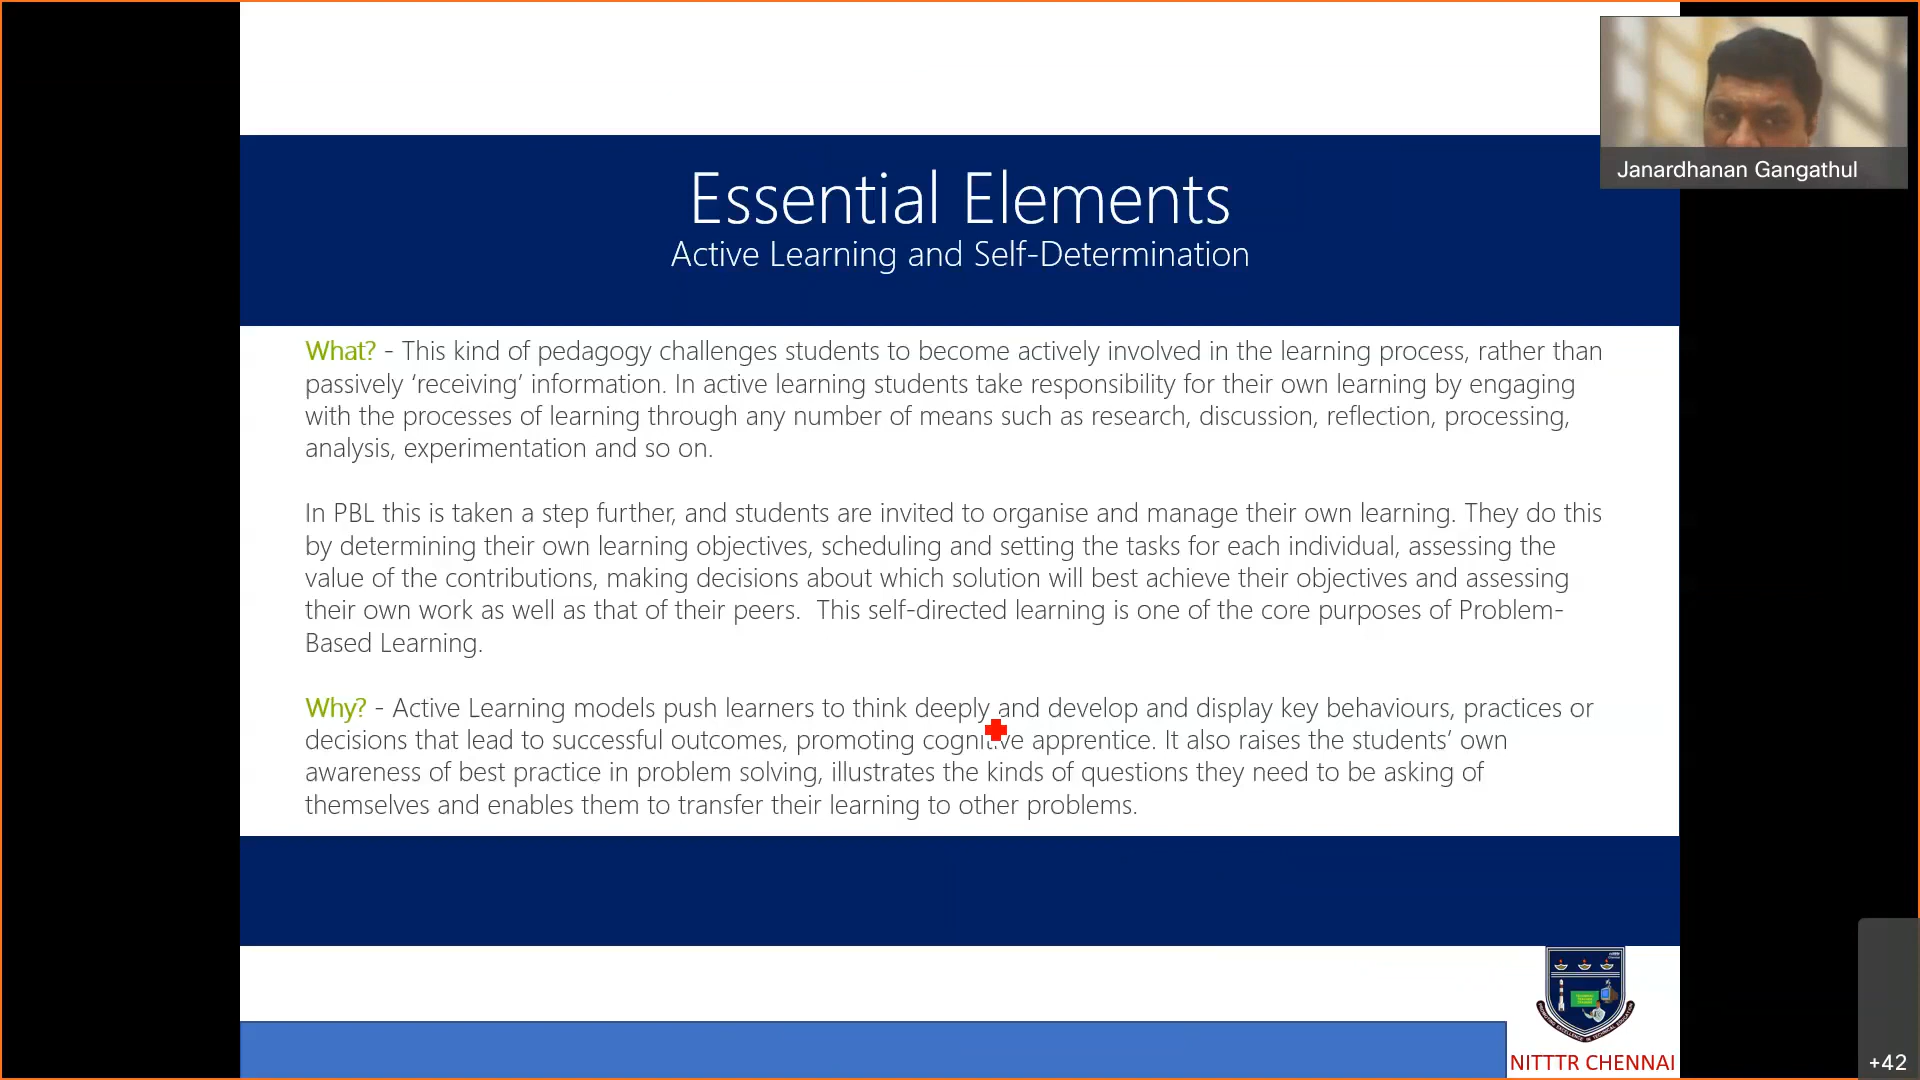 Essential Elements
Active Learning and Self-Determination
Janardhanan Gangathul
What? - This kind of pedagogy challenges students to become actively involved in the learning process, rather than
passively ‘receiving’ information. In active learning students take responsibility for their own learning by engaging
with the processes of learning through any number of means such as research, discussion, reflection, processing,
analysis, experimentation and so on.
In PBL this is taken a step further, and students are invited to organise and manage their own learning. They do this
by determining their own learning objectives, scheduling and setting the tasks for each individual, assessing the
value of the contributions, making decisions about which solution will best achieve their objectives and assessing
their own work as well as that of their peers.  This self-directed learning is one of the core purposes of Problem-
Based Learning.
Why? - Active Learning models push learners to think deeply and develop and display key behaviours, practices or
decisions that lead to successful outcomes, promoting cognitive apprentice. It also raises the students’ own
awareness of best practice in problem solving, illustrates the kinds of questions they need to be asking of
themselves and enables them to transfer their learning to other problems.
NITTTR CHENNAI
+42